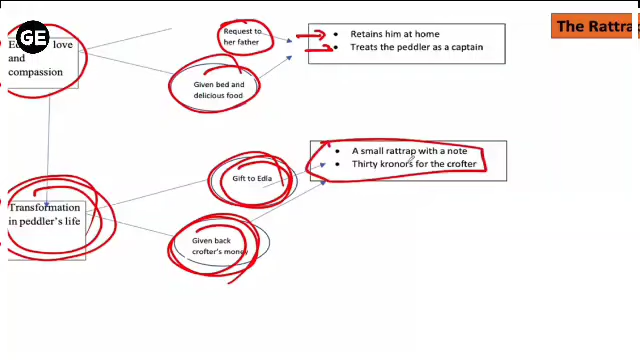 The Rattra
Request to
her father
• Retains him at home
• Treats the peddler as a captain
GE
love
and
compassion
Given bed and
delicious food
• A small rattrap with a note
• Thirty kronors for the crofter
Gift to Edla
Transformation
in peddler's life
Given back
crofter's money